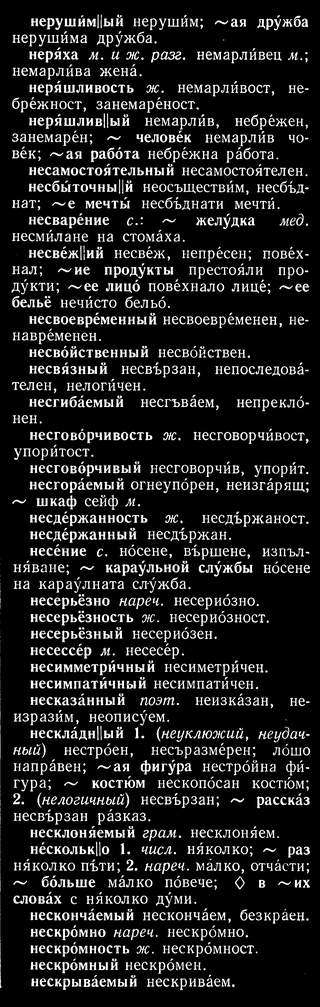 неруши́м||ый неруши́м; ~ая дру́жба
неруши́ма дру́жба.
неря́ха м. и ж. разг. немарли́вец м.;
немарли́ва жена́.
неря́шливость ж. немарли́вост, не-
бре́жност, занемаре́ност.
неря́шлив||ый немарли́в, небре́жен,
занемаре́н; ~ челове́к немарли́в чо-
ве́к; ~ая рабо́та небре́жна ра́бота.
несамостоя́тельный несамостоя́телен.
несбы́точны||й неосъществи́м, несбъ́д-
нат; ~е мечты́ несбъ́днати мечти́.
несваре́ние с.: ~ желу́дка мед.
несми́лане на стома́ха.
несве́ж||ий несве́ж, непре́сен; пове́х-
нал; ~ие проду́кты престоя́ли про-
ду́кти; ~ее лицо́ пове́хнало лице́; ~ее
бельё нечи́сто бельо́.
несвоевре́менный несвоевре́менен, не-
навре́менен.
несво́йственный несво́йствен.
несвя́зный несвъ́рзан, непоследова́-
телен, нелоги́чен.
несгиба́емый несгъва́ем, непрекло́-
нен.
несгово́рчивость ж. несговорчи́вост,
упори́тост.
несгово́рчивый несговорчи́в, упори́т.
несгора́емый огнеупо́рен, неизга́рящ;
~ шкаф сейф м.
несде́ржанность ж. несдъ́ржаност.
несде́ржанный несдъ́ржан.
несе́ние с. но́сене, въ́ршене, изпъл-
ня́ване; ~ карау́льной слу́жбы но́сене
на карау́лната слу́жба.
несерьёзно нареч. несерио́зно.
несерьёзность ж. несерио́зност.
несерьёзный несерио́зен.
несессе́р м. несесе́р.
несимметри́чный несиметри́чен.
несимпати́чный несимпати́чен.
несказа́нный поэт. неизка́зан, не-
изрази́м, неопису́ем.
нескла́дн||ый 1. (неуклюжий, неудач-
ный) нестро́ен, несъразме́рен; ло́шо
напра́вен; ~ая фигу́ра нестро́йна фи-
гу́ра; ~ костю́м нескопо́сан костю́м;
2. (нелогичный) несвъ́рзан; ~ расска́з
несвъ́рзан ра́зказ.
несклоня́емый грам. несклоня́ем.
не́скольк||о 1. числ. ня́колко; ~ раз
ня́колко пъ́ти; 2. нареч. ма́лко, отча́сти;
~ бо́льше ма́лко по́вече; ◊ в ~их
слова́х с ня́колко ду́ми.
несконча́емый несконча́ем, безкра́ен.
нескро́мно нареч. нескро́мно.
нескро́мность ж. нескро́мност.
нескро́мный нескро́мен.
нескрыва́емый нескрива́ем.